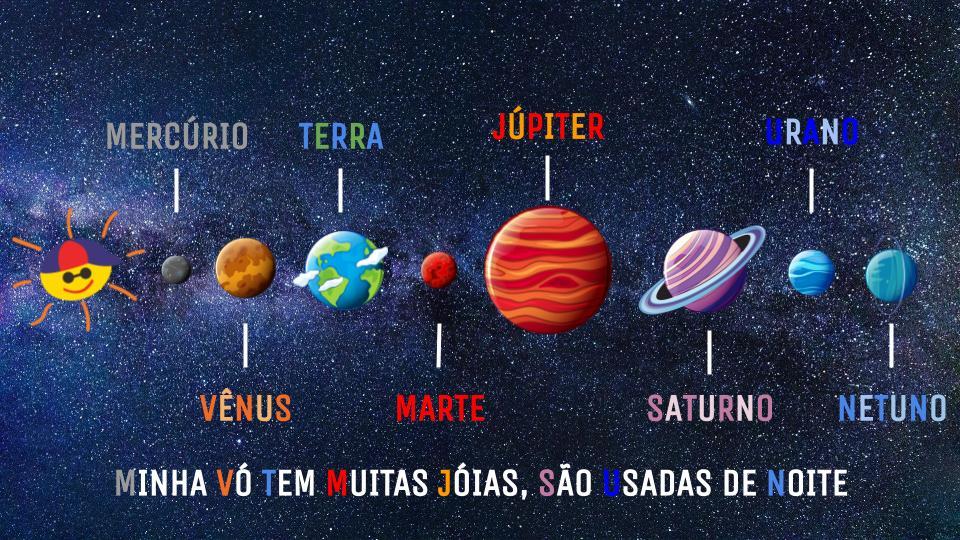 MERCÚRIO
TERRA
JÚPITER
URANO
VÊNUS
MARTE
SATURNO
NETUNO
MINHA VÓ TEM MUITAS JÓIAS, SÃO USADAS DE NOITE